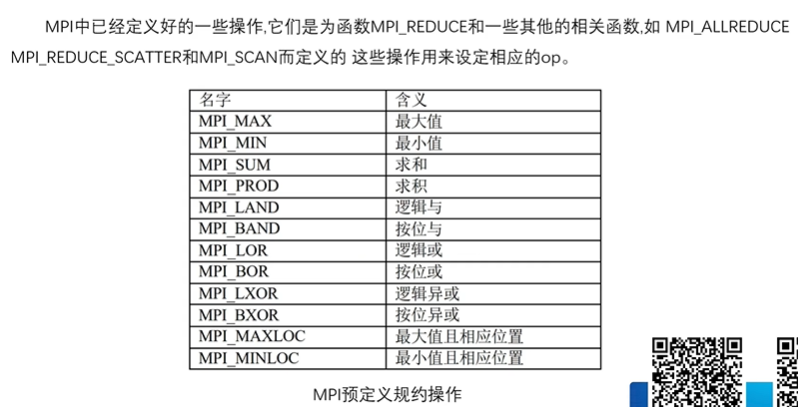 MPI中已经定义好的一些操作,它们是为函数MPI_REDUCE和一些其他的相关函数,如 MPI_ALLREDUCE
MPI_REDUCE_SCATTER和MPI_SCAN而定义的 这些操作用来设定相应的op。
名字 含义
MPI_MAX 最大值
MPI_MIN 最小值
MPI_SUM 求和
MPI_PROD 求积
MPI_LAND 逻辑与
MPI_BAND 按位与
MPI_LOR 逻辑或
MPI_BOR 按位或
MPI_LXOR 逻辑异或
MPI_BXOR 按位异或
MPI_MAXLOC 最大值且相应位置
MPI_MINLOC 最小值且相应位置
MPI预定义规约操作